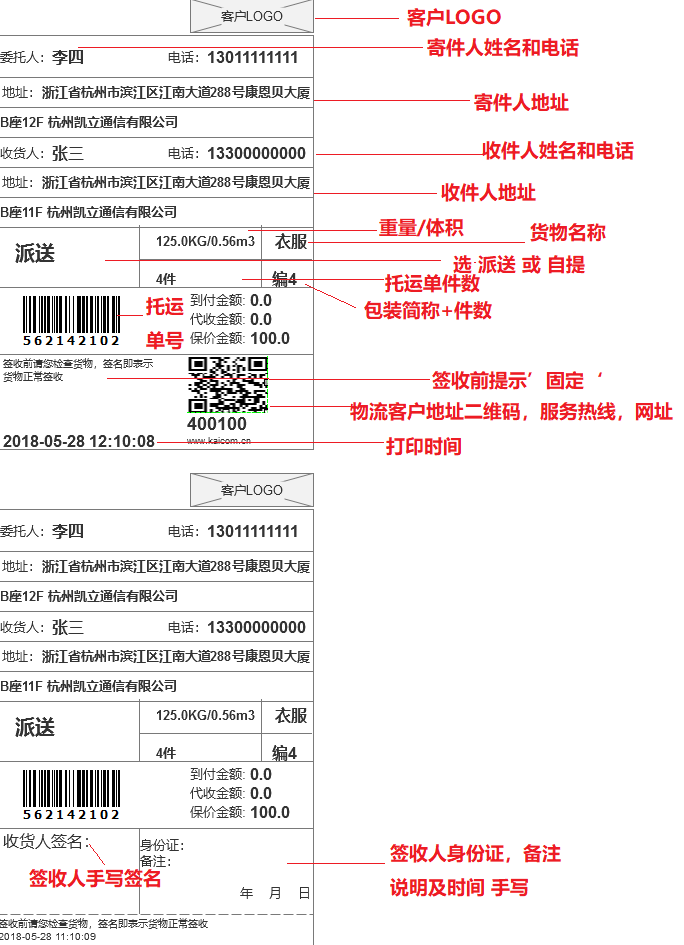 客户LOGO 客户LOGO
委托人： 李四 电话： 13011111111 寄件人姓名和电话
地址： 浙江省杭州市滨江区江南大道288号康恩贝大厦 寄件人地址
B座12F 杭州凯立通信有限公司
收货人： 张三 电话： 13300000000 收件人姓名和电话
地址： 浙江省杭州市滨江区江南大道288号康恩贝大厦 收件人地址
B座11F 杭州凯立通信有限公司
重量/体积
派送 125.0KG/0.56m3 衣服 货物名称
选 派送 或 自提
4件 编4 托运单件数
包装简称+件数
托运 到付金额: 0.0
代收金额: 0.0
562142102 单号 保价金额: 100.0
签收前请您检查货物，签名即表示
货物正常签收
签收前提示’固定‘
物流客户地址二维码，服务热线，网址
400100
2018-05-28 12:10:08 www.kaicom.cn 打印时间
客户LOGO
委托人： 李四 电话： 13011111111
地址： 浙江省杭州市滨江区江南大道288号康恩贝大厦
B座12F 杭州凯立通信有限公司
收货人： 张三 电话： 13300000000
地址： 浙江省杭州市滨江区江南大道288号康恩贝大厦
B座11F 杭州凯立通信有限公司
派送 125.0KG/0.56m3 衣服
4件 编4
到付金额: 0.0
代收金额: 0.0
562142102 保价金额: 100.0
收货人签名： 身份证：
备注： 签收人身份证，备注
签收人手写签名 说明及时间 手写
年 月 日
签收前请您检查货物，签名即表示货物正常签收
2018-05-28 11:10:09